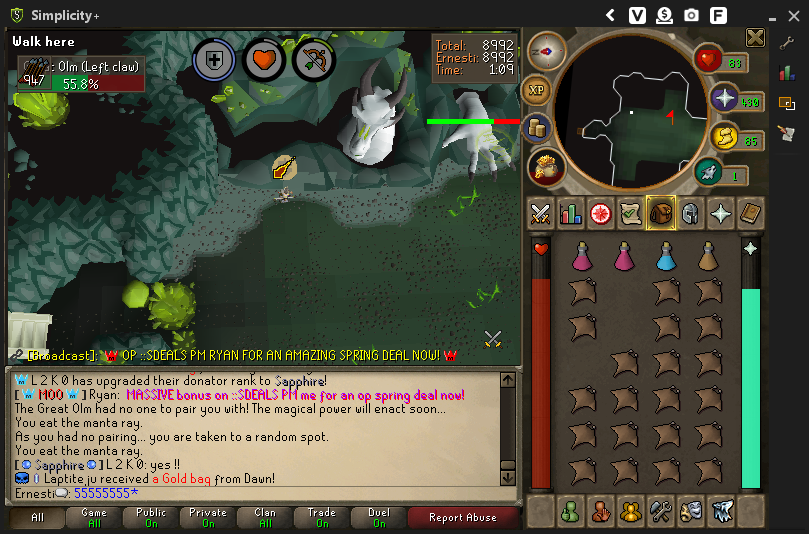 Simplicity+
V
F
Walk here
: Olm (Left claw)
947
55.8%
Total: 8992
Ernesti: 8992
Time: 1:09
XP
83
430
85
1
[Broadcast]: OP ::SDEALS PM RYAN FOR AN AMAZING SPRING DEAL NOW!
L 2 K 0 has upgraded their donator rank to Sapphire!
[ MOO ] Ryan: MASSIVE bonus on ::SDEALS PM me for an op spring deal now!
The Great Olm had no one to pair you with! The magical power will enact soon...
You eat the manta ray.
As you had no pairing... you are taken to a random spot.
You eat the manta ray.
[ Sapphire ] L 2 K 0: yes !!
Laptite,ju received a Gold bag from Dawn!
Ernesti: 55555555*
All
Game
All
Public
On
Private
On
Clan
All
Trade
On
Duel
On
Report Abuse